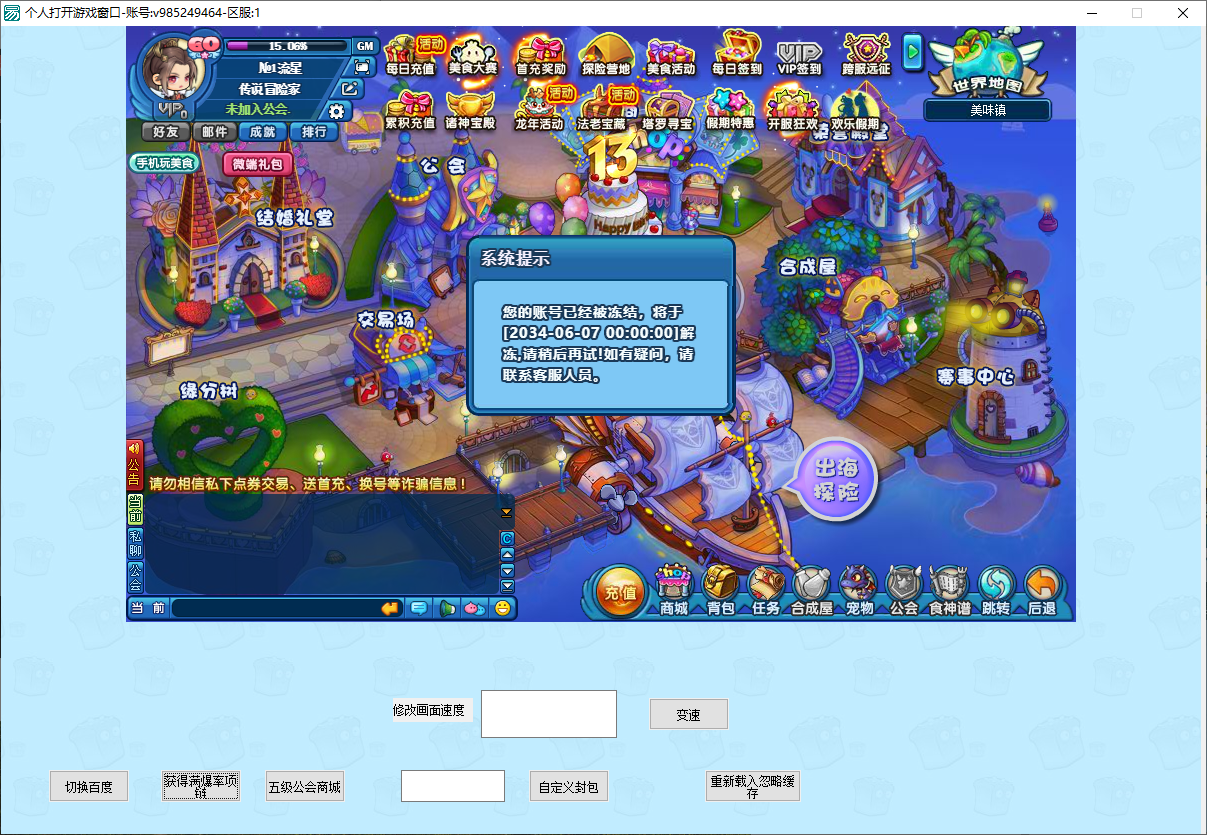 个人打开游戏窗口-账号:v985249464-区服:1
GO
15.06%
GM
№1流星
传说冒险家
未加入公会
VIP0
好友 邮件 成就 排行
手机玩美食
微端礼包
活动
每日充值
美食大赛
首充奖励
探险营地
美食活动
每日签到
VIP签到
跨服远征
世界地图
美味镇
累积充值
诸神宝殿
活动
龙年活动
活动
法老宝藏
塔罗寻宝
假期特惠
开服狂欢
欢乐假期
公会
13
结婚礼堂
合成屋
交易场
赛事中心
缘分树
系统提示
您的账号已经被冻结，将于
[2034-06-07 00:00:00]解
冻,请稍后再试!如有疑问，请
联系客服人员。
出海
探险
公告
请勿相信私下点券交易、送首充、换号等诈骗信息！
当前
私聊
公会
C
当 前
充值
商城
背包
任务
合成屋
宠物
公会
食神谱
跳转
后退
修改画面速度
变速
切换百度
获得满爆率项
链
五级公会商城
自定义封包
重新载入忽略缓
存